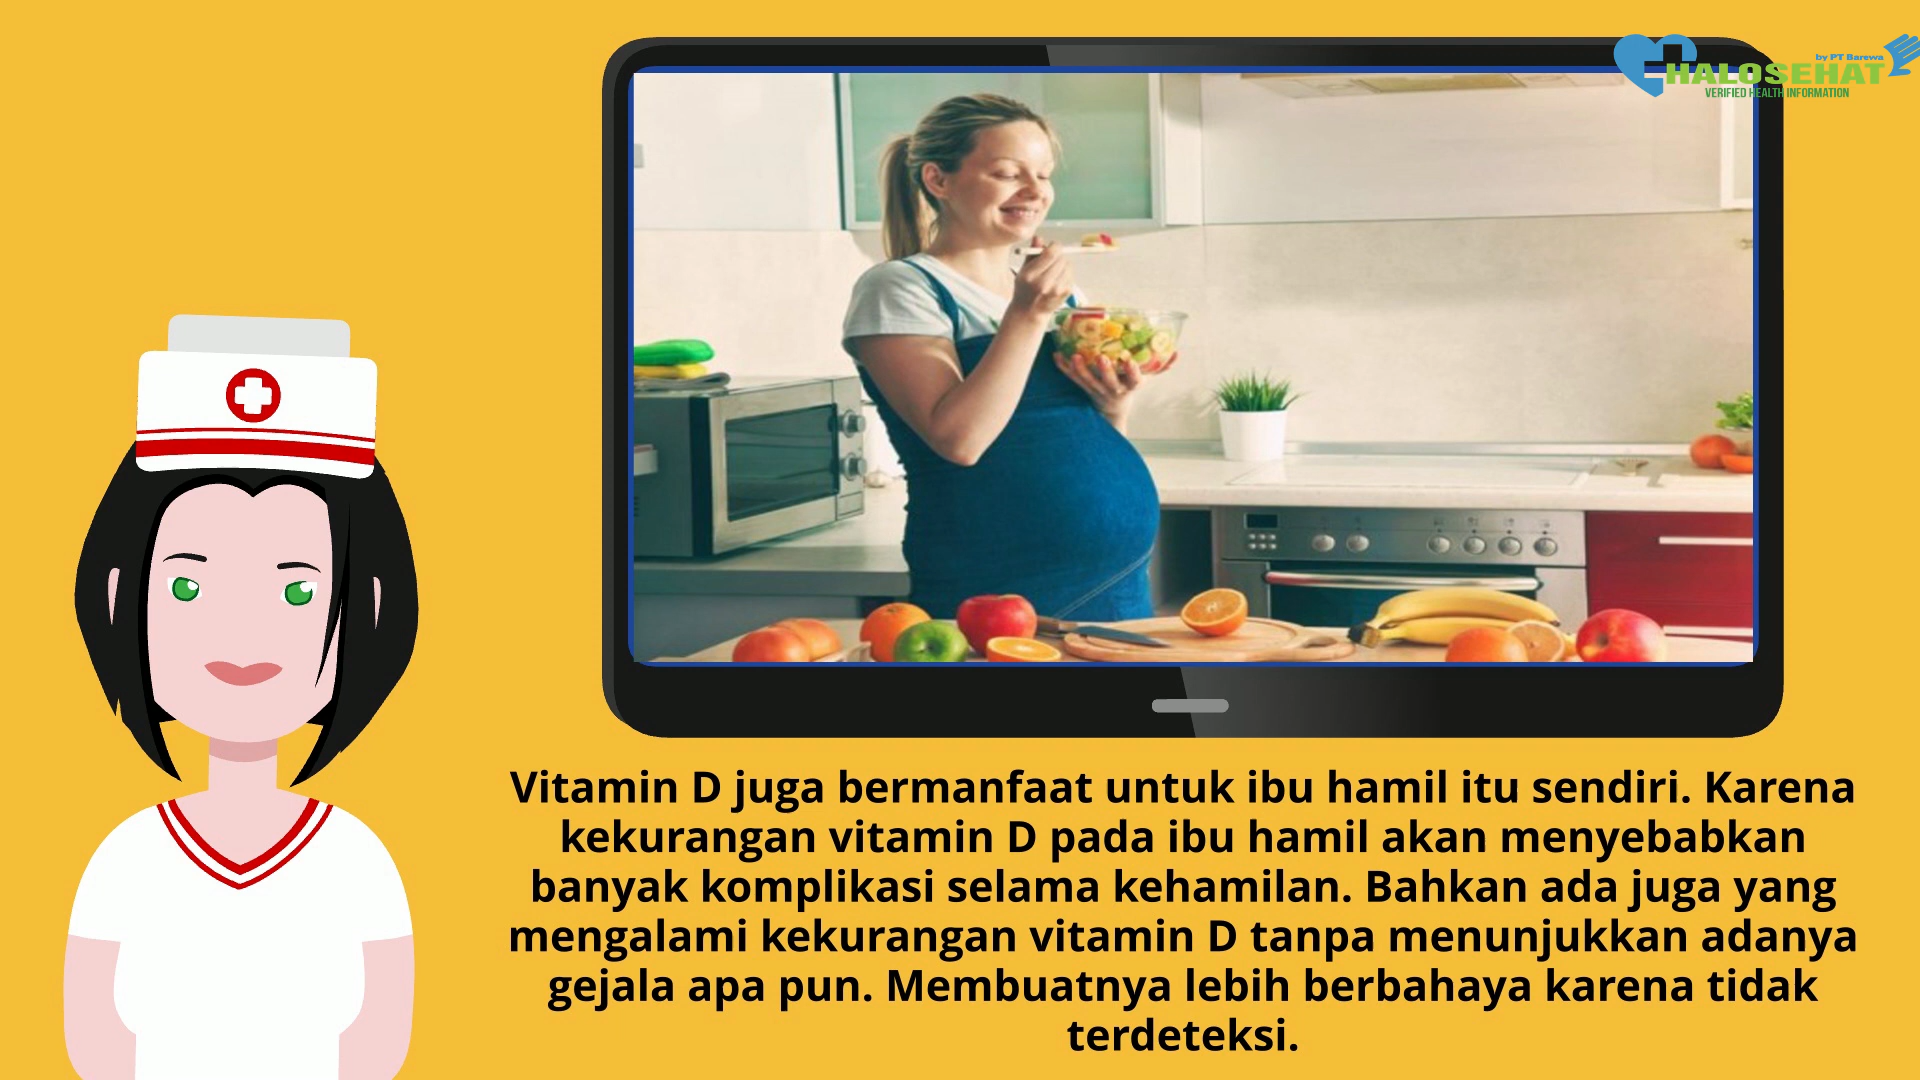 by PT Barewa
HALOSEHAT
VERIFIED HEALTH INFORMATION
Vitamin D juga bermanfaat untuk ibu hamil itu sendiri. Karena
kekurangan vitamin D pada ibu hamil akan menyebabkan
banyak komplikasi selama kehamilan. Bahkan ada juga yang
mengalami kekurangan vitamin D tanpa menunjukkan adanya
gejala apa pun. Membuatnya lebih berbahaya karena tidak
terdeteksi.